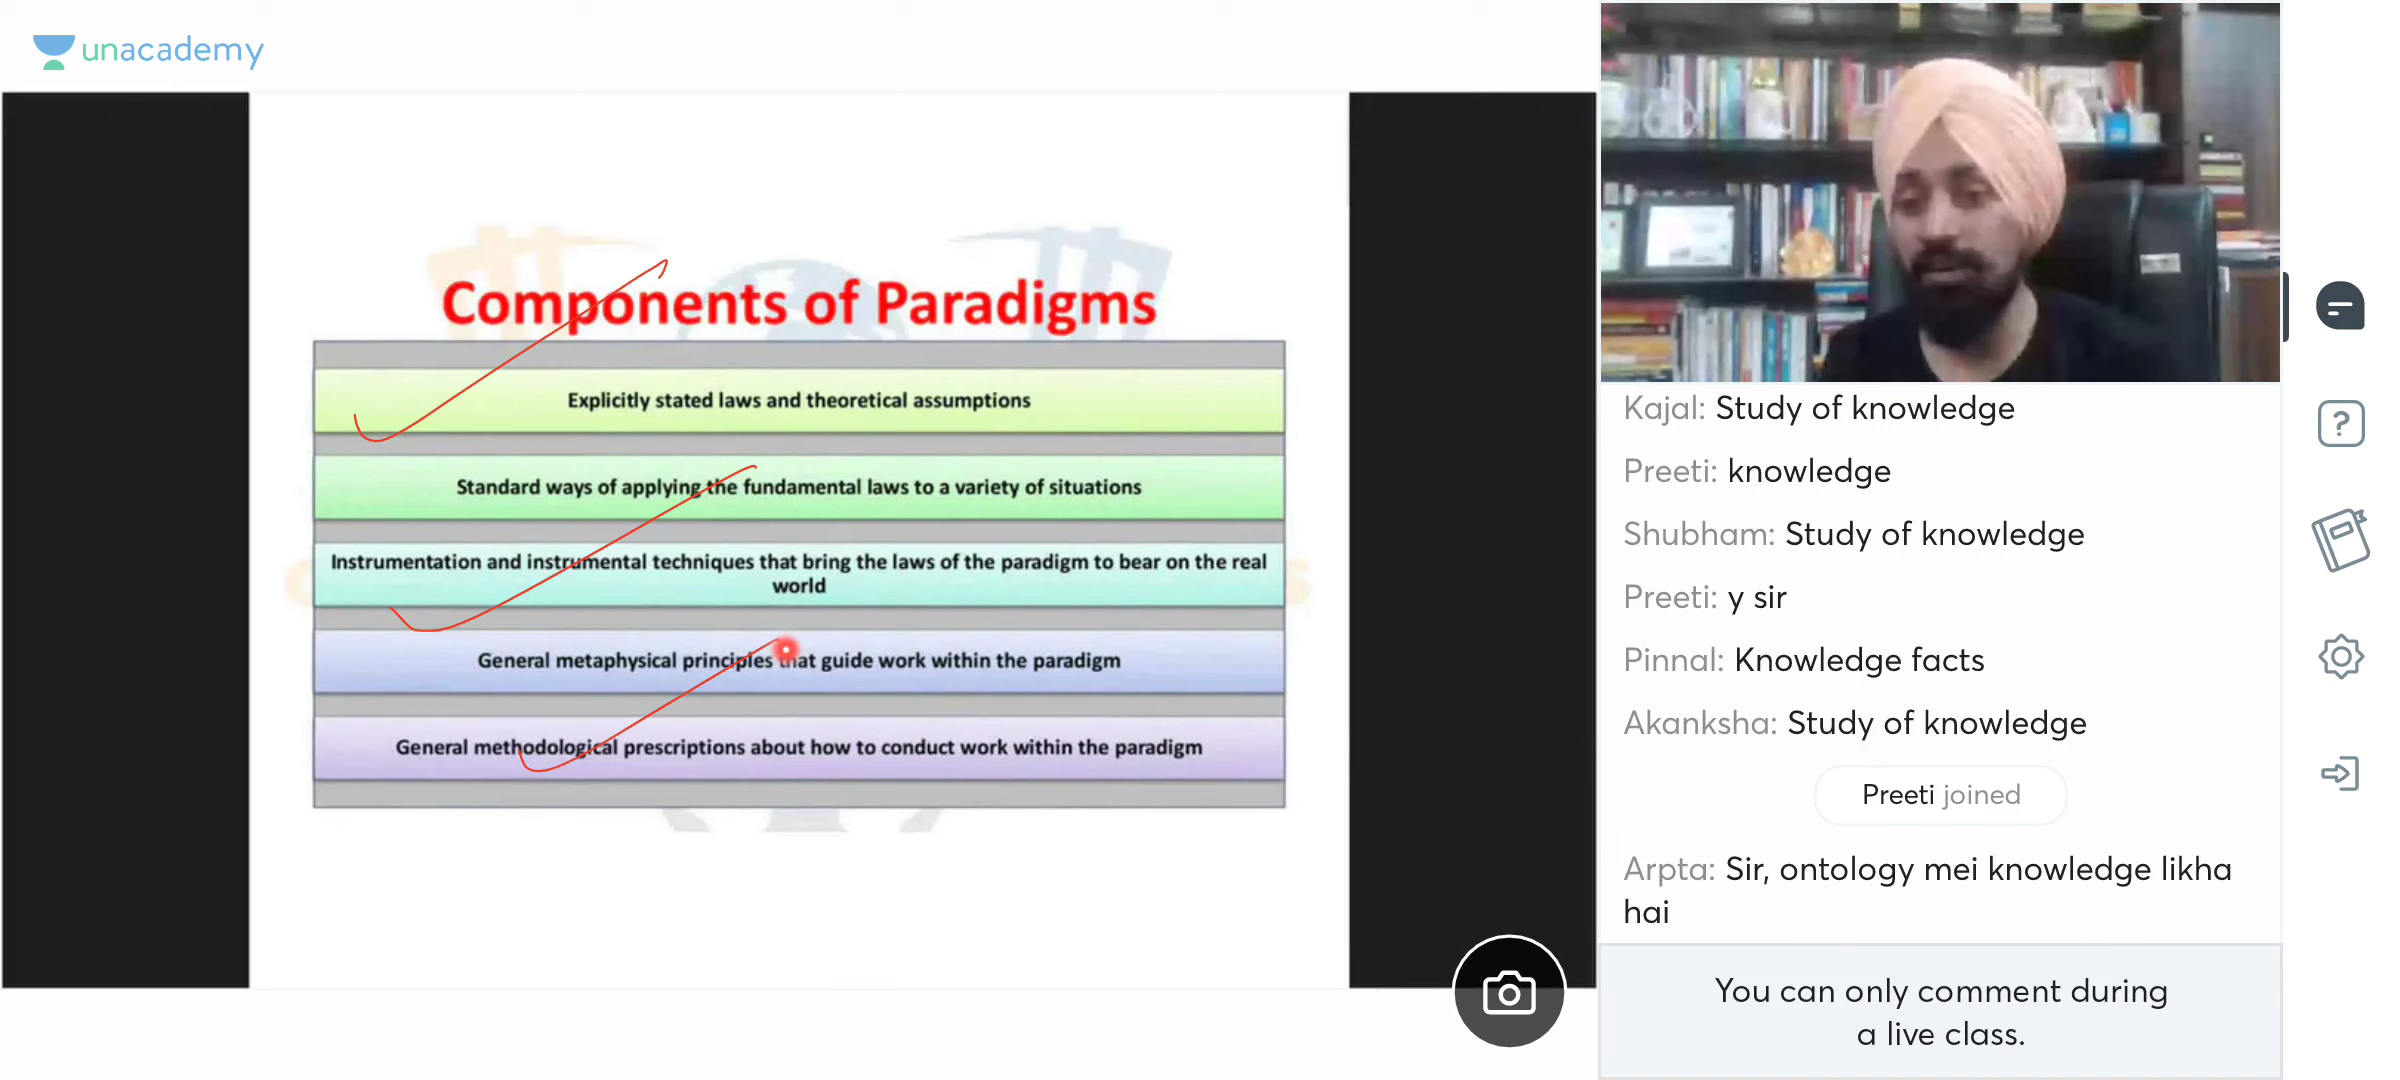 unacademy
Components of Paradigms
Explicitly stated laws and theoretical assumptions
Standard ways of applying the fundamental laws to a variety of situations
Instrumentation and instrumental techniques that bring the laws of the paradigm to bear on the real
world
General metaphysical principles that guide work within the paradigm
General methodological prescriptions about how to conduct work within the paradigm
Kajal: Study of knowledge
Preeti: knowledge
Shubham: Study of knowledge
Preeti: y sir
Pinnal: Knowledge facts
Akanksha: Study of knowledge
Preeti joined
Arpta: Sir, ontology mei knowledge likha
hai
You can only comment during
a live class.